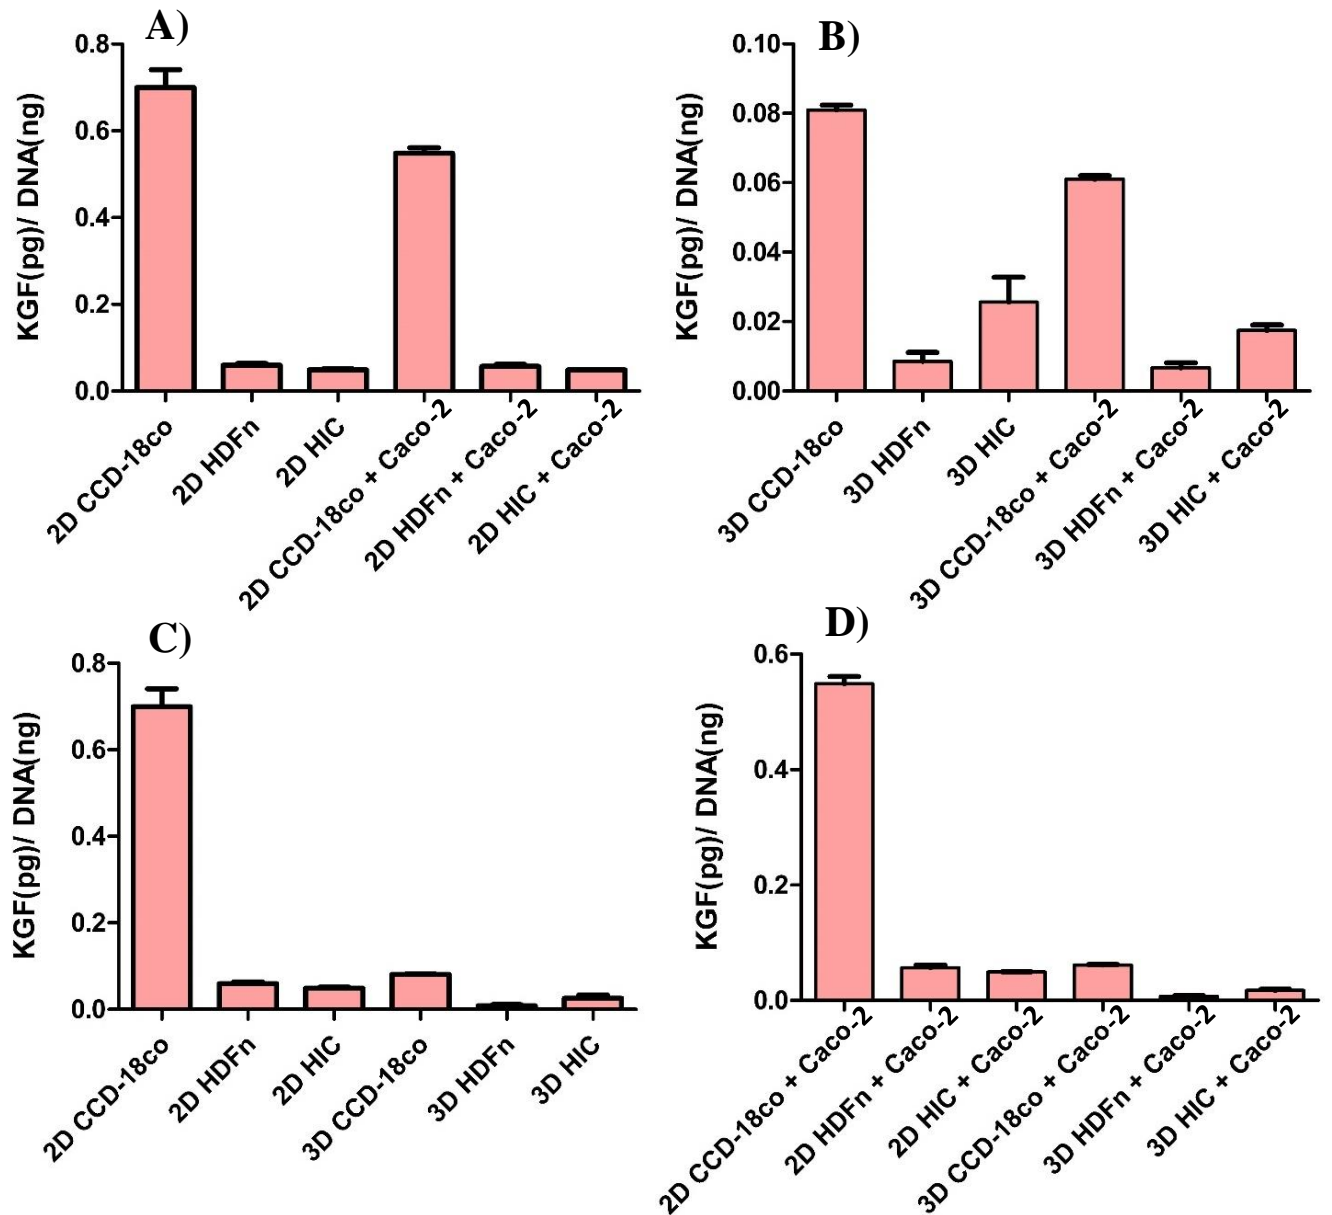 A)
KGF(pg)/ DNA(ng)
0.8
0.6
0.4
0.2
0.0
2D CCD-18co
2D HDFn
2D HIC
2D CCD-18co + Caco-2
2D HDFn + Caco-2
2D HIC + Caco-2
B)
KGF(pg)/ DNA(ng)
0.10
0.08
0.06
0.04
0.02
0.00
3D CCD-18co
3D HDFn
3D HIC
3D CCD-18co + Caco-2
3D HDFn + Caco-2
3D HIC + Caco-2
C)
KGF(pg)/ DNA(ng)
0.8
0.6
0.4
0.2
0.0
2D CCD-18co
2D HDFn
2D HIC
3D CCD-18co
3D HDFn
3D HIC
D)
KGF(pg)/ DNA(ng)
0.6
0.4
0.2
0.0
2D CCD-18co + Caco-2
2D HDFn + Caco-2
2D HIC + Caco-2
3D CCD-18co + Caco-2
3D HDFn + Caco-2
3D HIC + Caco-2